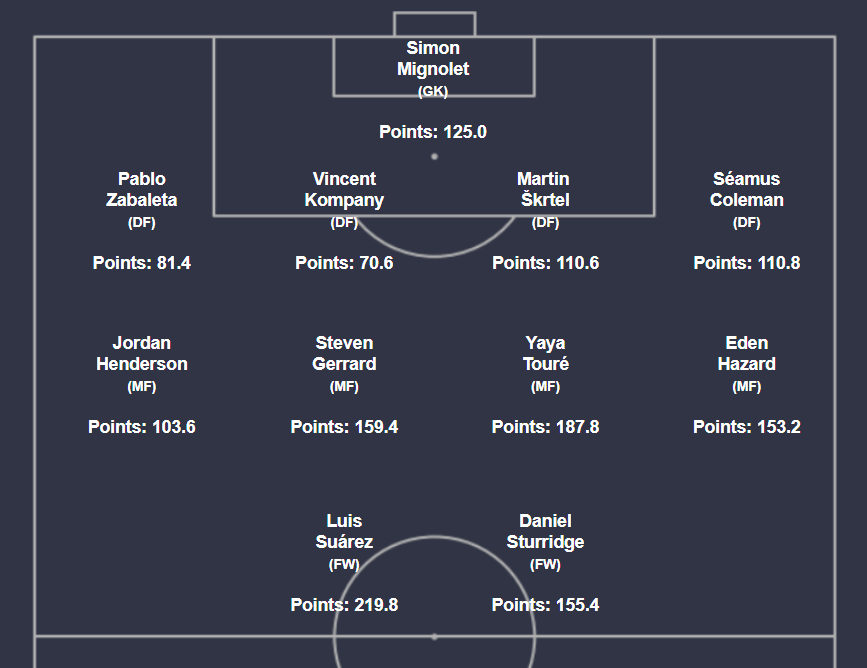 Simon
Mignolet
(GK)
Points: 125.0
Pablo
Zabaleta
(DF)
Points: 81.4
Vincent
Kompany
(DF)
Points: 70.6
Martin
Škrtel
(DF)
Points: 110.6
Séamus
Coleman
(DF)
Points: 110.8
Jordan
Henderson
(MF)
Points: 103.6
Steven
Gerrard
(MF)
Points: 159.4
Yaya
Touré
(MF)
Points: 187.8
Eden
Hazard
(MF)
Points: 153.2
Luis
Suárez
(FW)
Points: 219.8
Daniel
Sturridge
(FW)
Points: 155.4